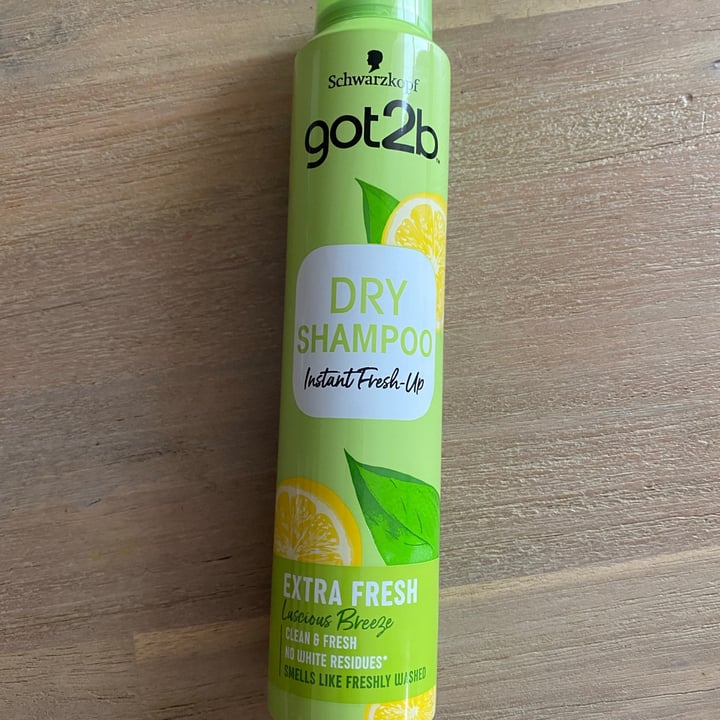 Schwarzkopf
got2b™
DRY
SHAMPOO
Instant Fresh-Up
EXTRA FRESH
Luscious Breeze
CLEAN & FRESH
NO WHITE RESIDUES*
SMELLS LIKE FRESHLY WASHED